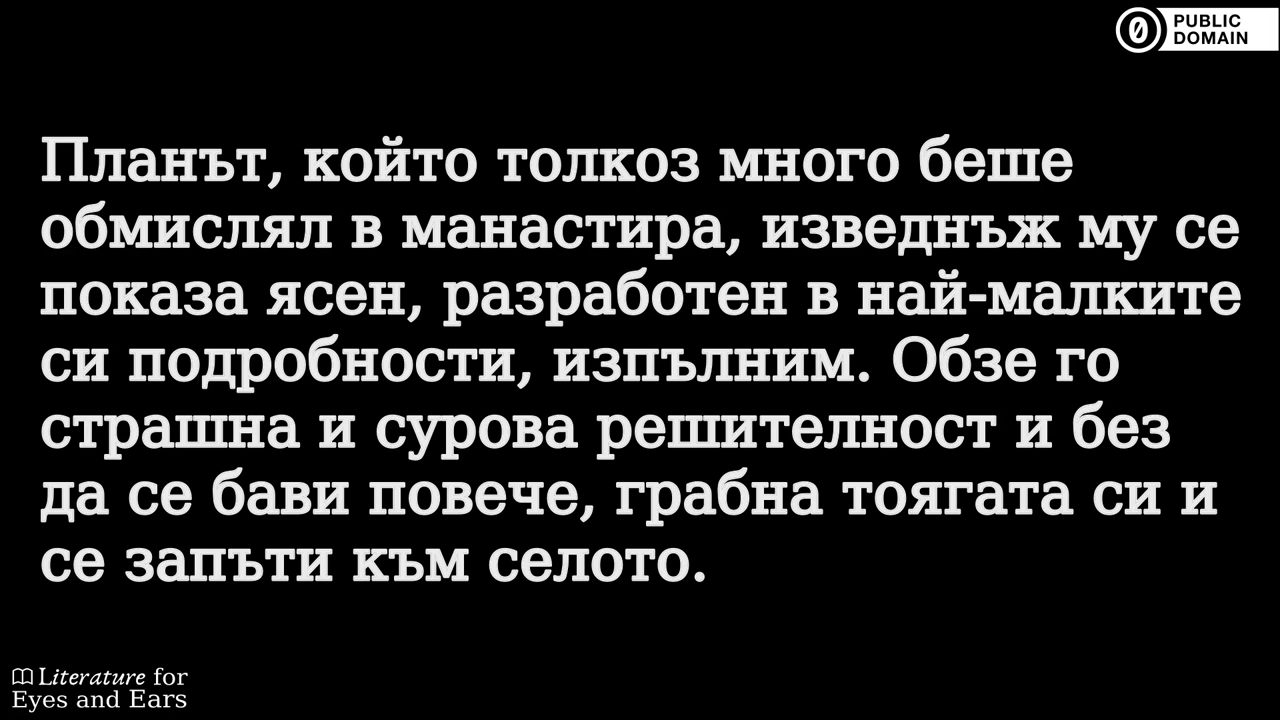 PUBLIC
DOMAIN
Планът, който толкоз много беше
обмислял в манастира, изведнъж му се
показа ясен, разработен в най-малките
си подробности, изпълним. Обзе го
страшна и сурова решителност и без
да се бави повече, грабна тоягата си и
се запъти към селото.
Literature for
Eyes and Ears